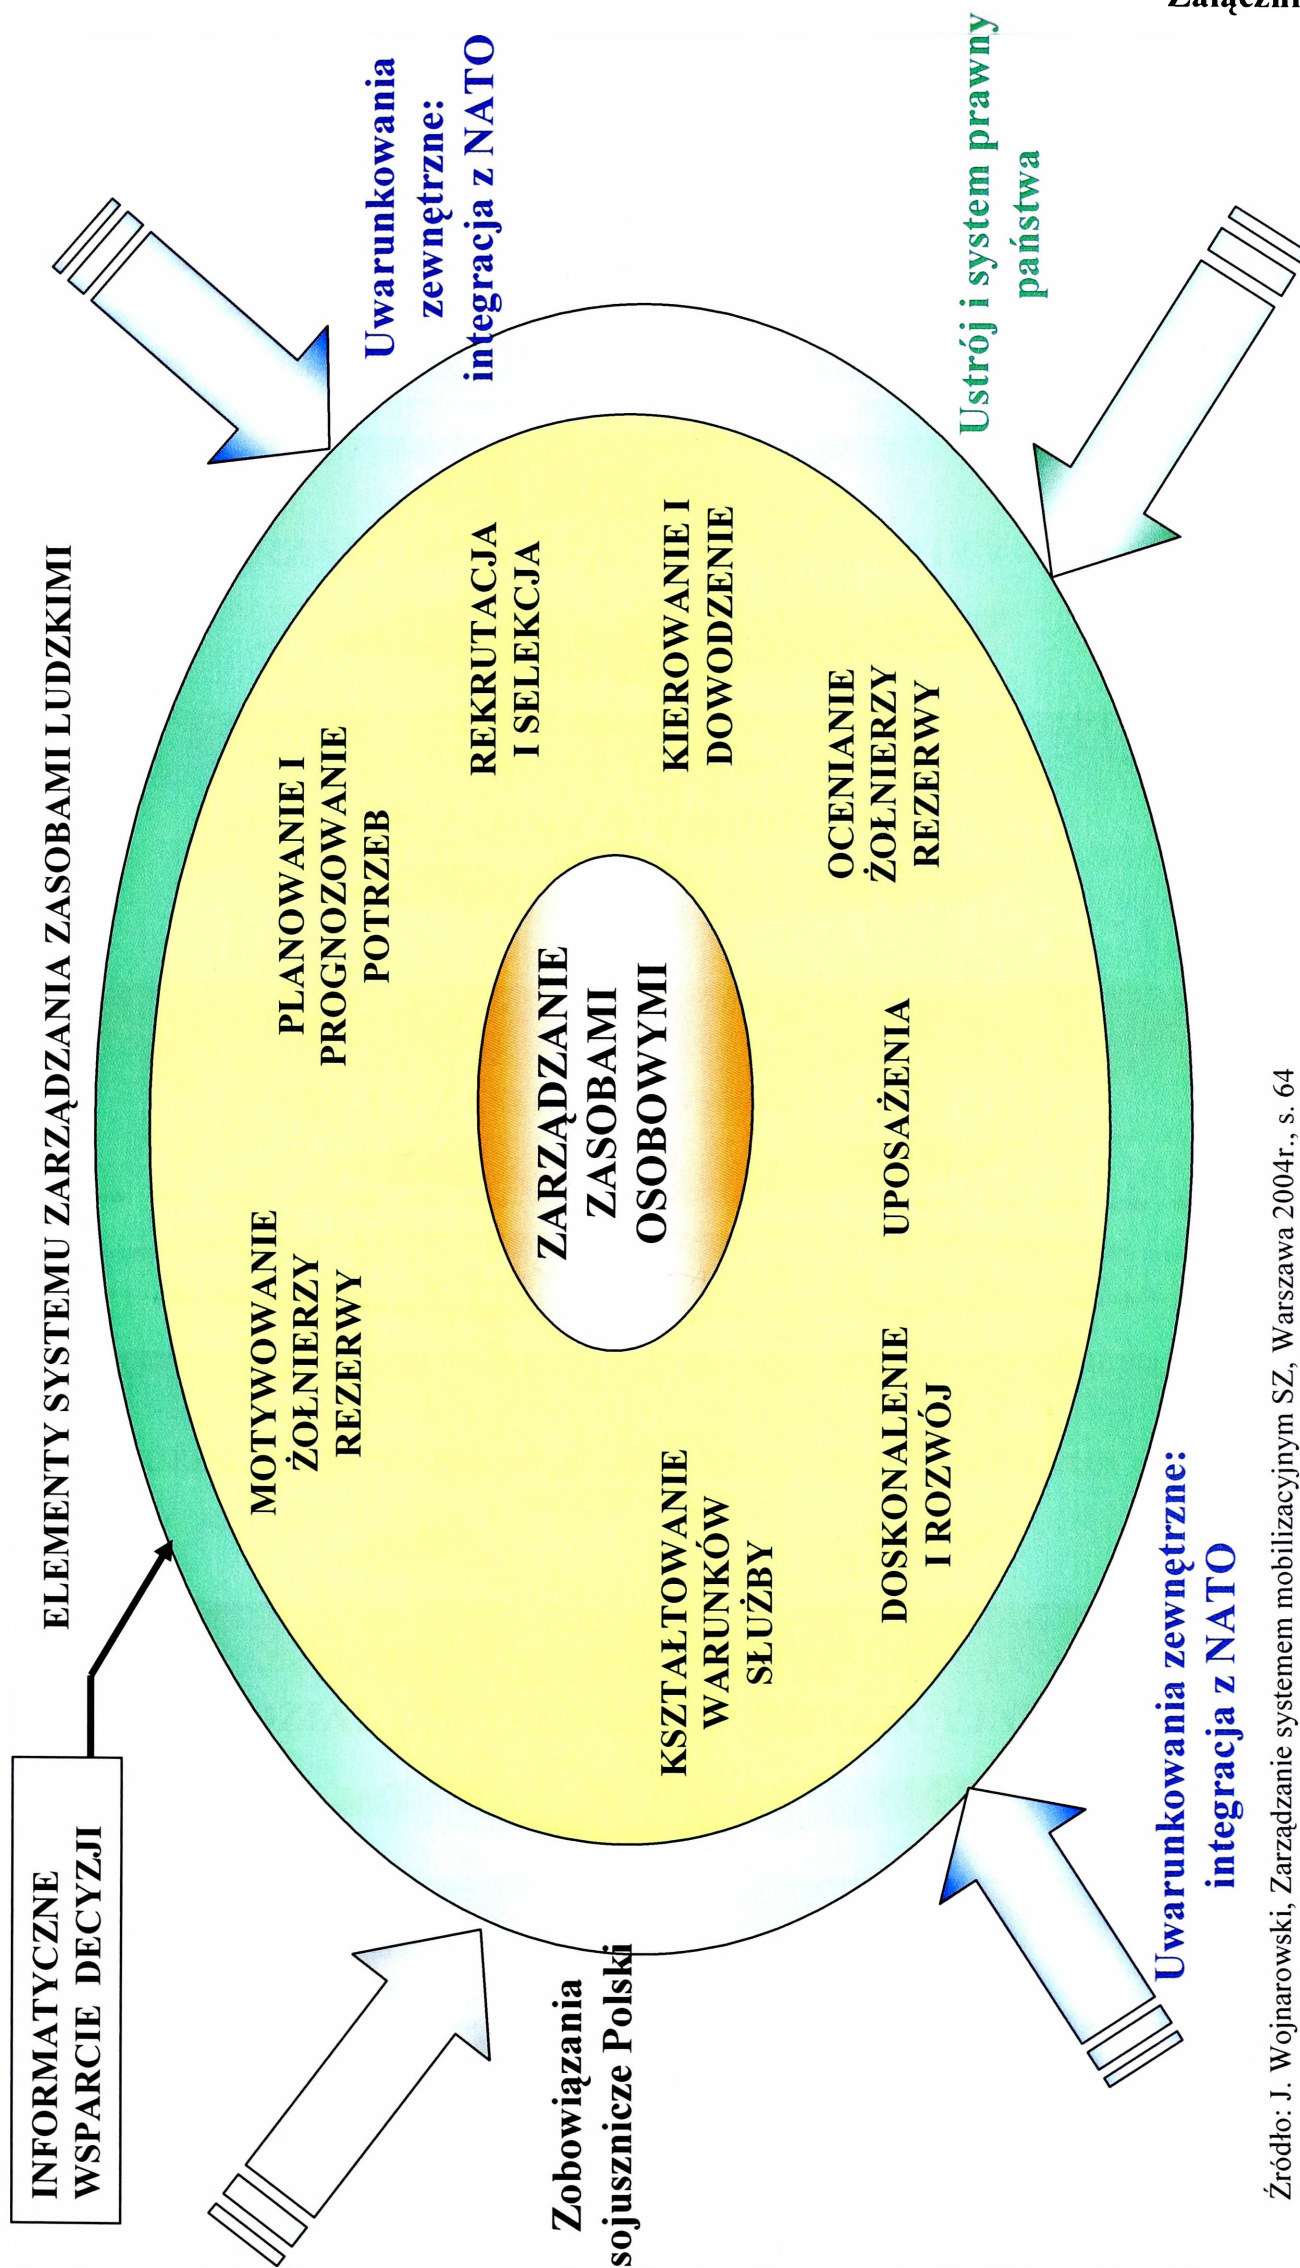 Załączni
ELEMENTY SYSTEMU ZARZĄDZANIA ZASOBAMI LUDZKIMI
INFORMATYCZNE
WSPARCIE DECYZJI
MOTYWOWANIE
ŻOŁNIERZY
REZERWY
PLANOWANIE I
PROGNOZOWANIE
POTRZEB
Uwarunkowania
zewnętrzne:
integracja z NATO
REKRUTACJA
I SELEKCJA
ZARZĄDZANIE
ZASOBAMI
OSOBOWYMI
Zobowiązania
sojusznicze Polski
KSZTAŁTOWANIE
WARUNKÓW
SŁUŻBY
KIEROWANIE I
DOWODZENIE
DOSKONALENIE
I ROZWÓJ
UPOSAŻENIA
OCENIANIE
ŻOŁNIERZY
REZERWY
Ustrój i system prawny
państwa
Uwarunkowania zewnętrzne:
integracja z NATO
Źródło: J. Wojnarowski, Zarządzanie systemem mobilizacyjnym SZ, Warszawa 2004r., s. 64